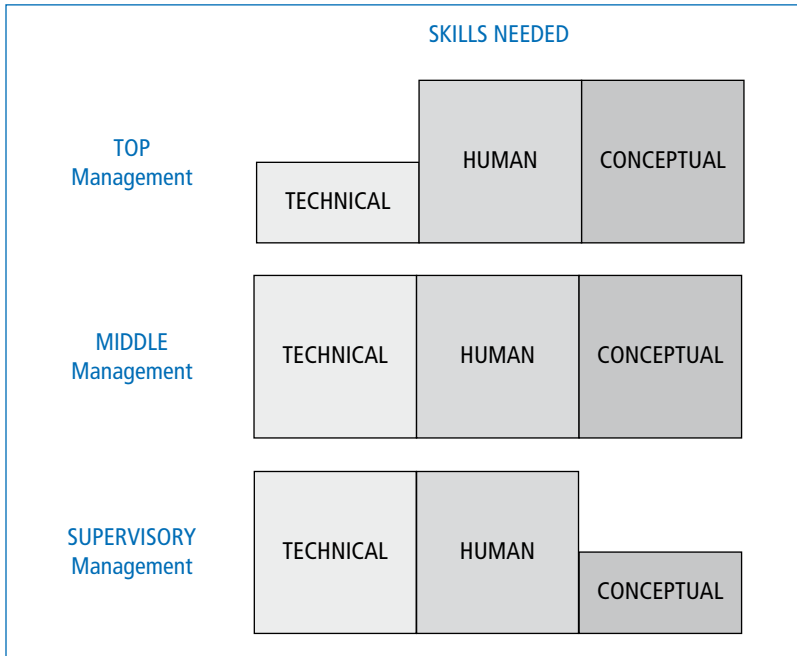 SKILLS NEEDED
TOP
Management
TECHNICAL
HUMAN
CONCEPTUAL
MIDDLE
Management
TECHNICAL
HUMAN
CONCEPTUAL
SUPERVISORY
Management
TECHNICAL
HUMAN
CONCEPTUAL